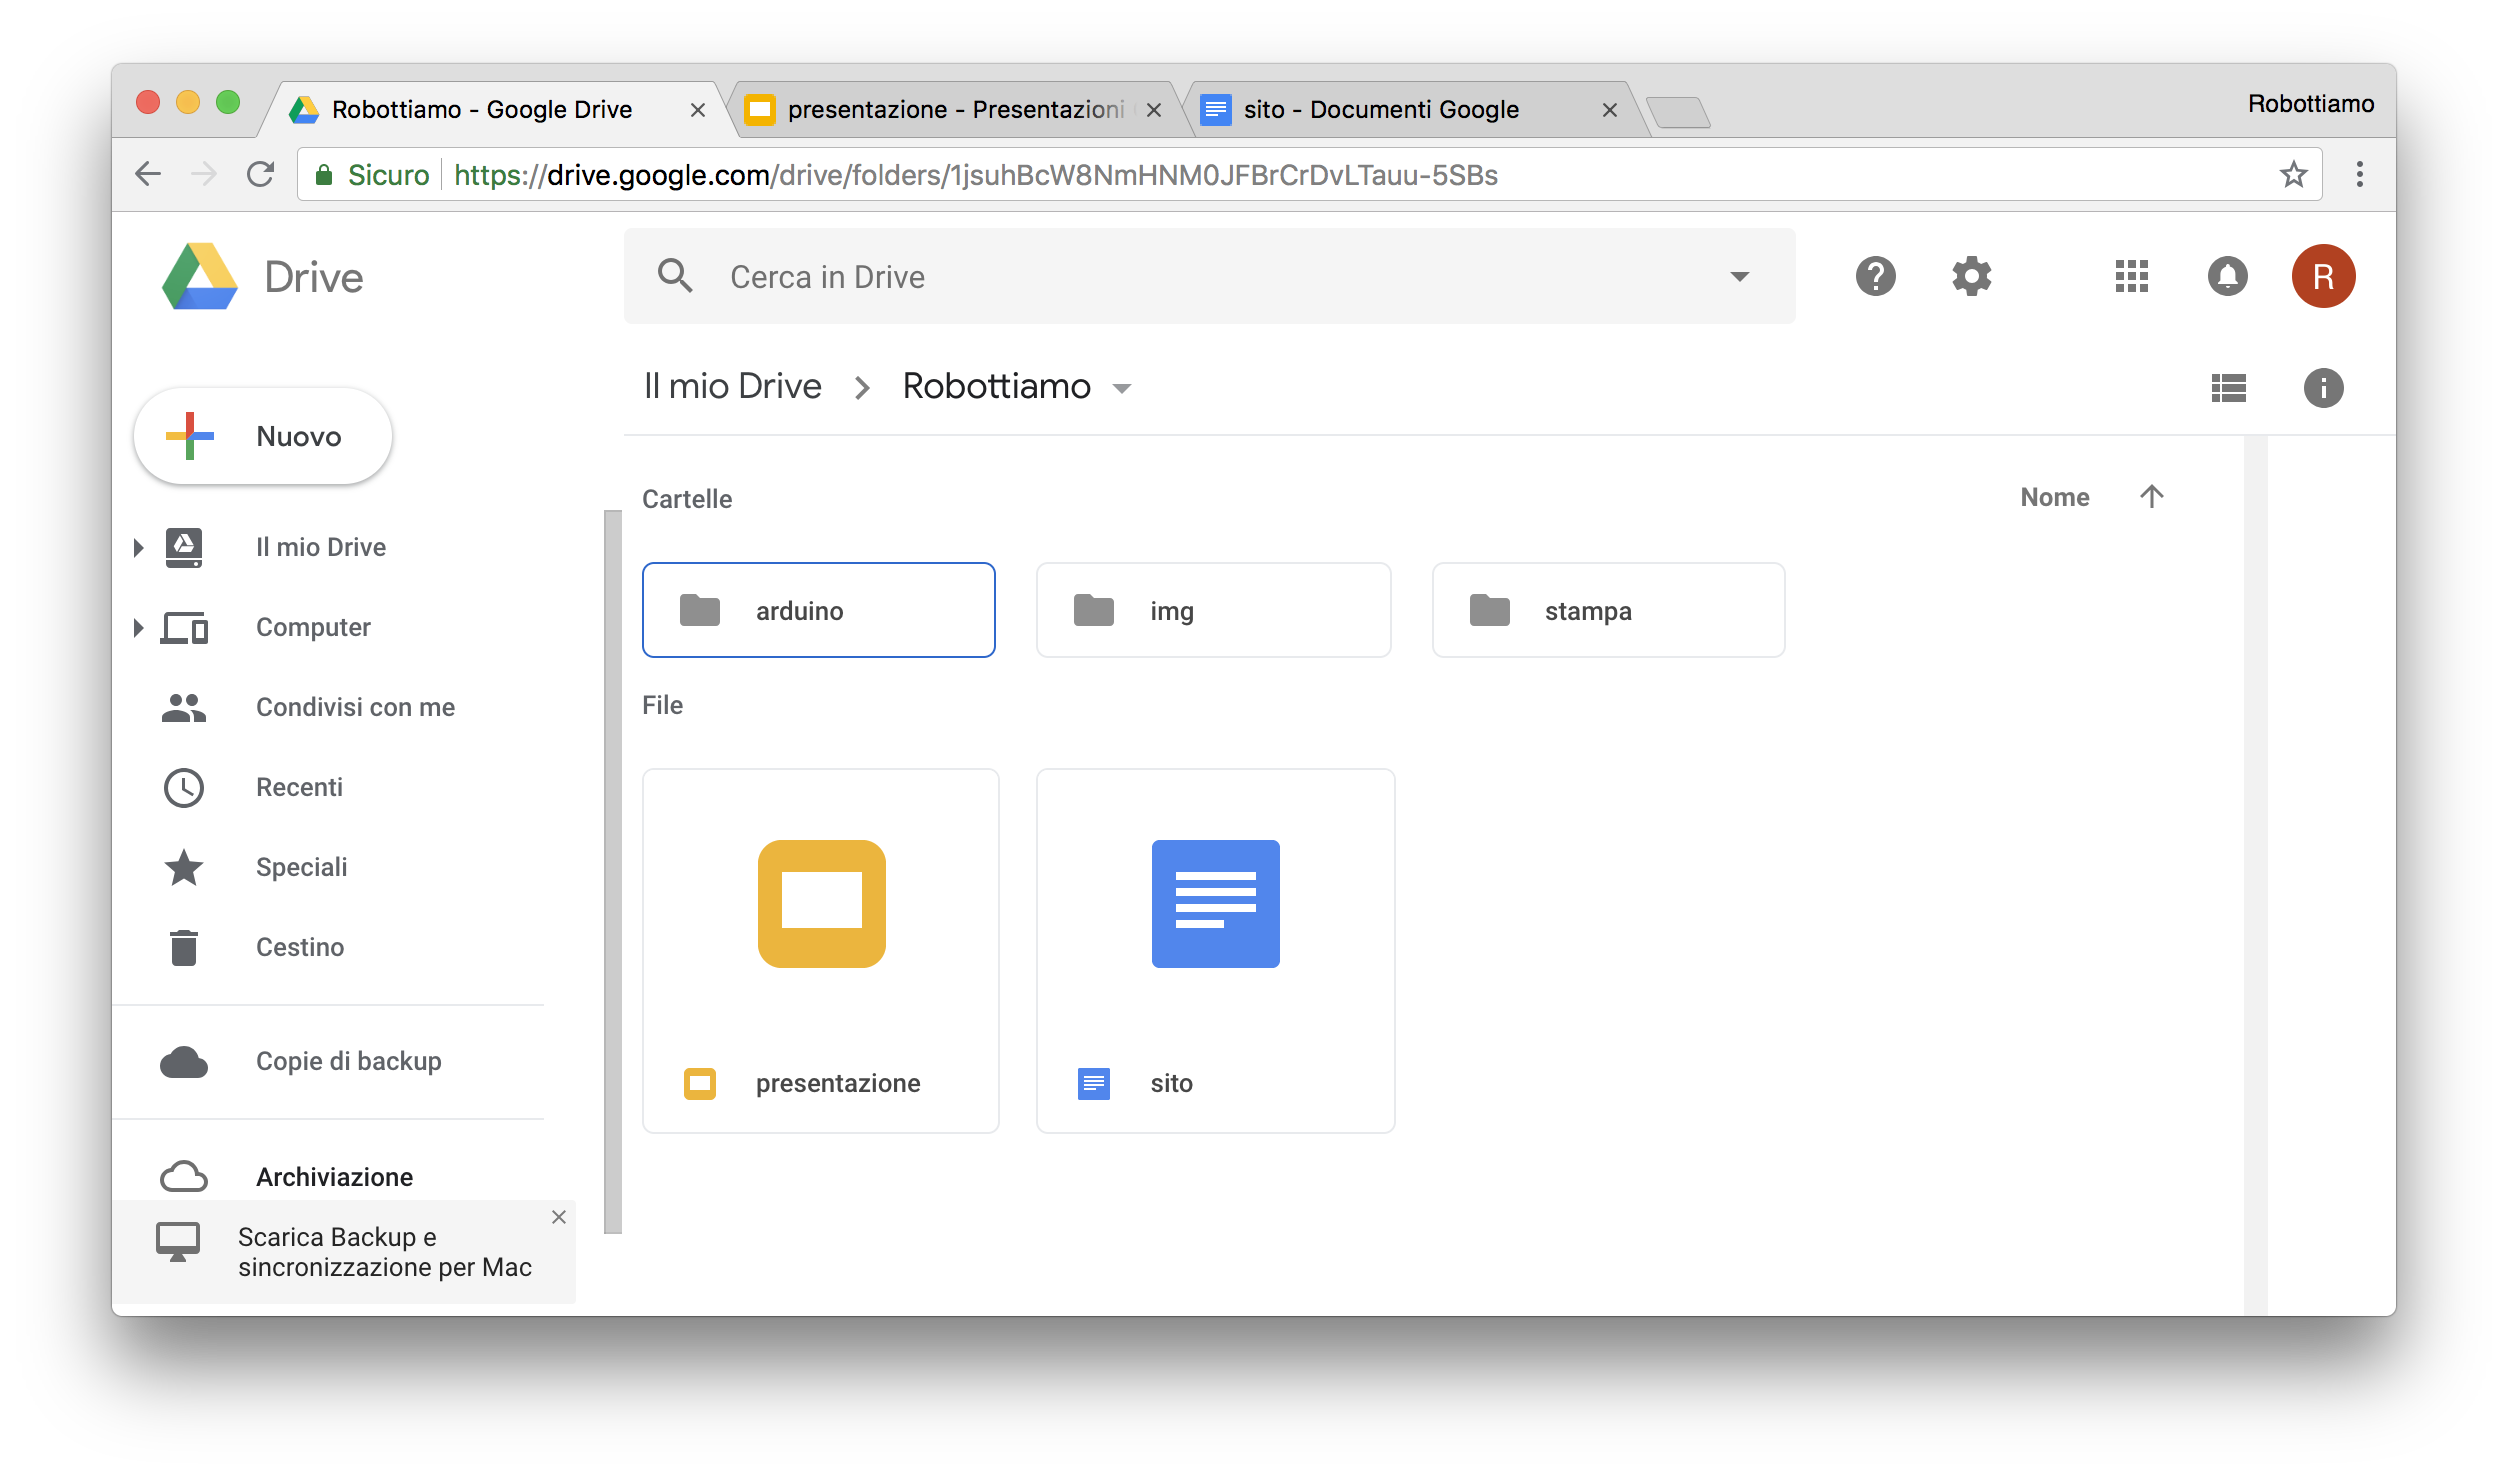 Robottiamo - Google Drive
presentazione - Presentazioni
sito - Documenti Google
Robottiamo
Sicuro
https://drive.google.com/drive/folders/1jsuhBcW8NmHNM0JFBrCrDvLTauu-5SBs
Drive
Cerca in Drive
R
Il mio Drive
Robottiamo
Nuovo
Il mio Drive
Computer
Condivisi con me
Recenti
Speciali
Cestino
Copie di backup
Archiviazione
Scarica Backup e
sincronizzazione per Mac
Cartelle
Nome
arduino
img
stampa
File
presentazione
sito